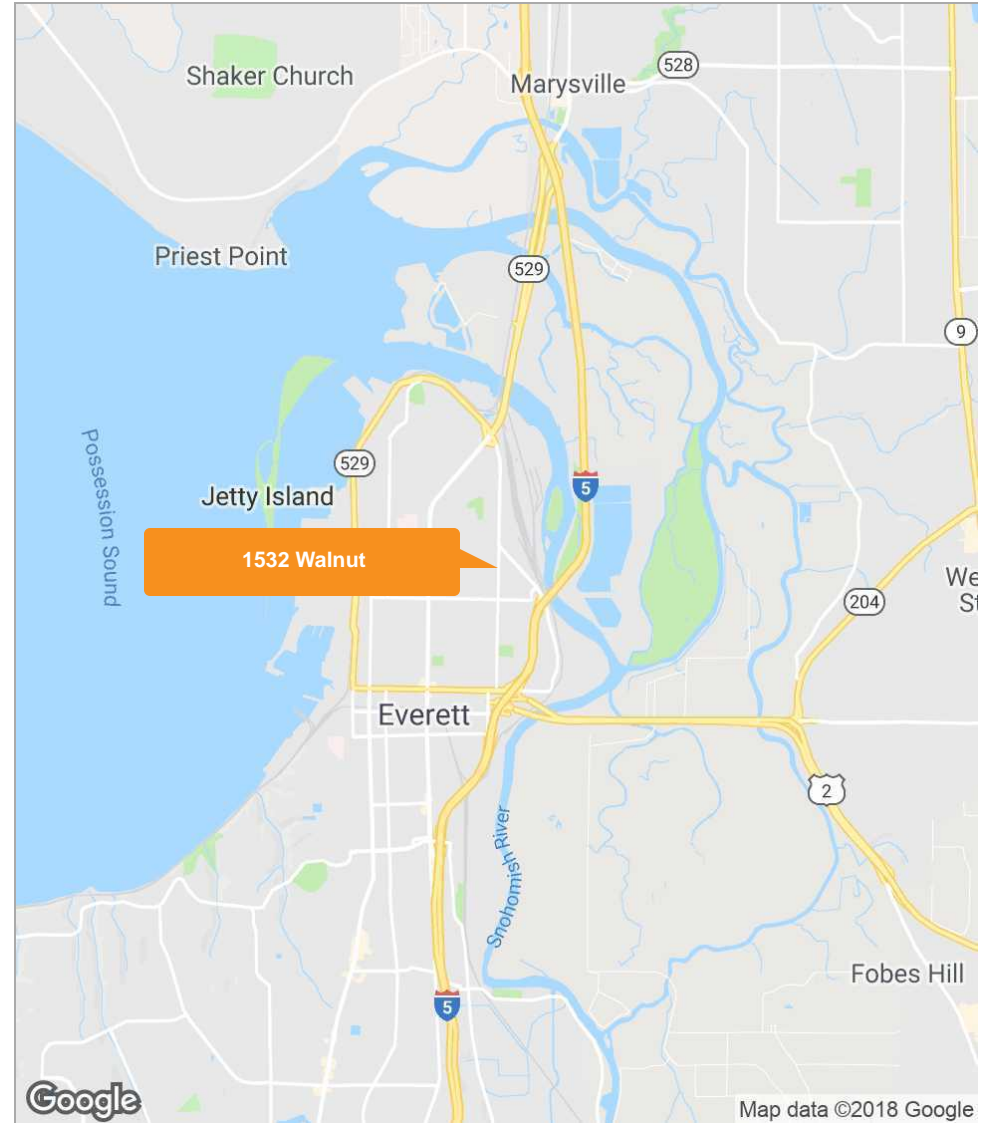 Shaker Church
Marysville
528
Priest Point
529
9
Possession Sound
529
5
Jetty Island
1532 Walnut
We
St
204
Everett
2
Snohomish River
Fobes Hill
5
Google
Map data ©2018 Google